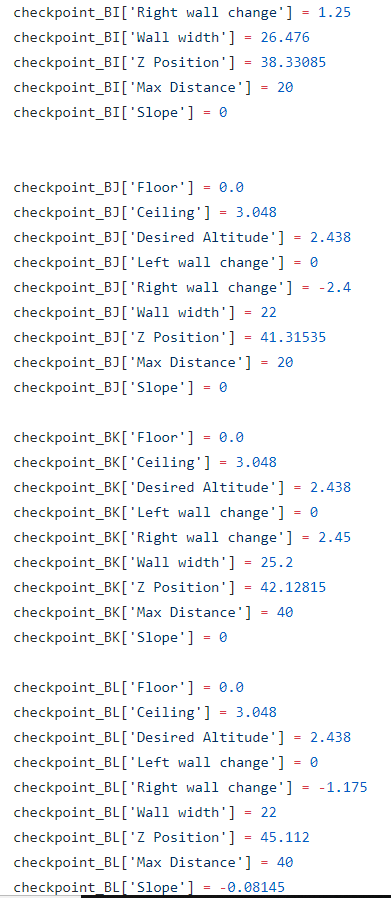 checkpoint_BI['Right wall change'] = 1.25
checkpoint_BI['Wall width'] = 26.476
checkpoint_BI['Z Position'] = 38.33085
checkpoint_BI['Max Distance'] = 20
checkpoint_BI['Slope'] = 0
checkpoint_BJ['Floor'] = 0.0
checkpoint_BJ['Ceiling'] = 3.048
checkpoint_BJ['Desired Altitude'] = 2.438
checkpoint_BJ['Left wall change'] = 0
checkpoint_BJ['Right wall change'] = -2.4
checkpoint_BJ['Wall width'] = 22
checkpoint_BJ['Z Position'] = 41.31535
checkpoint_BJ['Max Distance'] = 20
checkpoint_BJ['Slope'] = 0
checkpoint_BK['Floor'] = 0.0
checkpoint_BK['Ceiling'] = 3.048
checkpoint_BK['Desired Altitude'] = 2.438
checkpoint_BK['Left wall change'] = 0
checkpoint_BK['Right wall change'] = 2.45
checkpoint_BK['Wall width'] = 25.2
checkpoint_BK['Z Position'] = 42.12815
checkpoint_BK['Max Distance'] = 40
checkpoint_BK['Slope'] = 0
checkpoint_BL['Floor'] = 0.0
checkpoint_BL['Ceiling'] = 3.048
checkpoint_BL['Desired Altitude'] = 2.438
checkpoint_BL['Left wall change'] = 0
checkpoint_BL['Right wall change'] = -1.175
checkpoint_BL['Wall width'] = 22
checkpoint_BL['Z Position'] = 45.112
checkpoint_BL['Max Distance'] = 40
checkpoint_BL['Slope'] = -0.08145